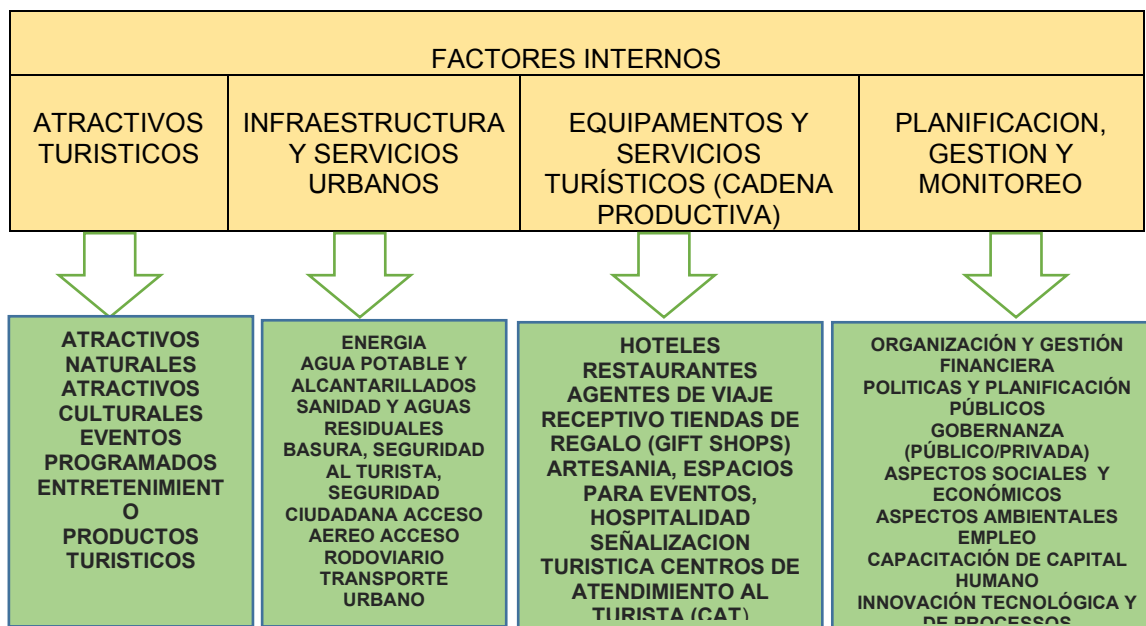 FACTORES INTERNOS
ATRACTIVOS
TURISTICOS
INFRAESTRUCTURA
Y SERVICIOS
URBANOS
EQUIPAMENTOS Y
SERVICIOS
TURÍSTICOS (CADENA
PRODUCTIVA)
PLANIFICACION,
GESTION Y
MONITOREO
ATRACTIVOS
NATURALES
ATRACTIVOS
CULTURALES
EVENTOS
PROGRAMADOS
ENTRETENIMIENT
O
PRODUCTOS
TURISTICOS
ENERGIA
AGUA POTABLE Y
ALCANTARILLADOS
SANIDAD Y AGUAS
RESIDUALES
BASURA, SEGURIDAD
AL TURISTA,
SEGURIDAD
CIUDADANA ACCESO
AEREO ACCESO
RODOVIARIO
TRANSPORTE
URBANO
HOTELES
RESTAURANTES
AGENTES DE VIAJE
RECEPTIVO TIENDAS DE
REGALO (GIFT SHOPS)
ARTESANIA, ESPACIOS
PARA EVENTOS,
HOSPITALIDAD
SEÑALIZACION
TURISTICA CENTROS DE
ATENDIMIENTO AL
TURISTA (CAT)
ORGANIZACIÓN Y GESTIÓN
FINANCIERA
POLITICAS Y PLANIFICACIÓN
PÚBLICOS
GOBERNANZA
(PÚBLICO/PRIVADA)
ASPECTOS SOCIALES Y
ECONÓMICOS
ASPECTOS AMBIENTALES
EMPLEO
CAPACITACIÓN DE CAPITAL
HUMANO
INNOVACIÓN TECNOLÓGICA Y
DE PROCESOS